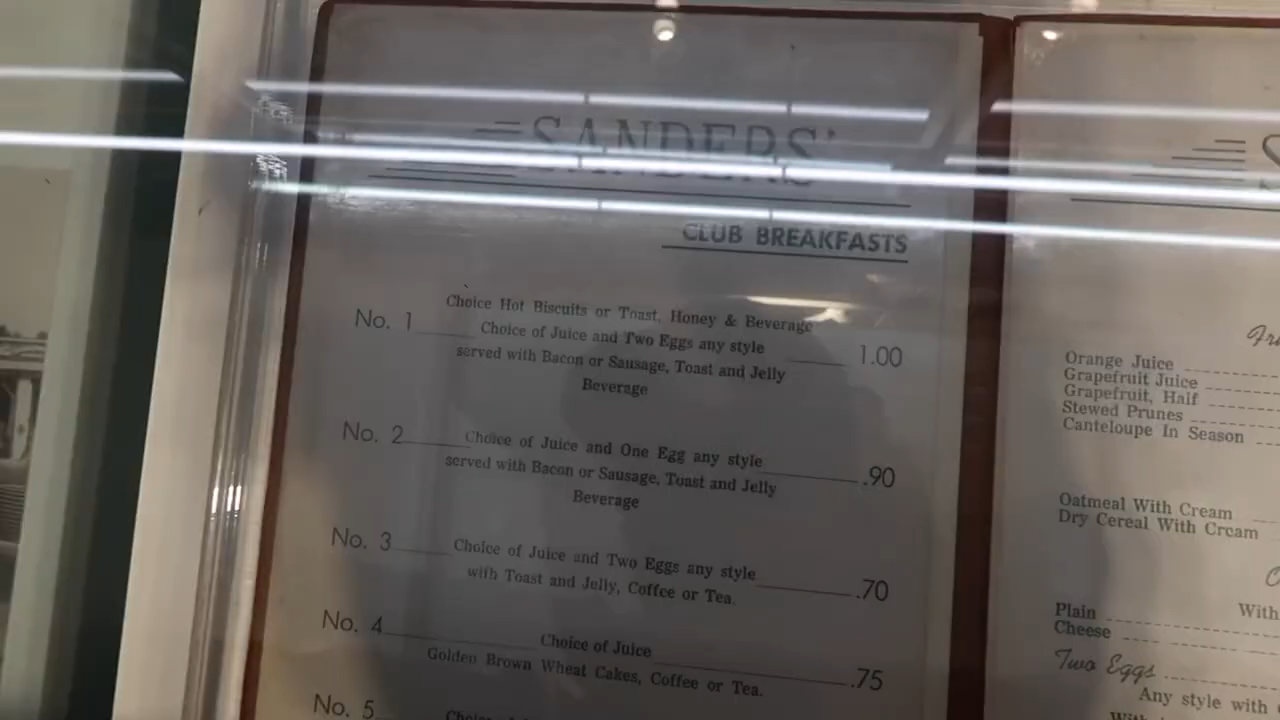 SANDERS'
CLUB BREAKFASTS
Choice Hot Biscuits or Toast, Honey & Beverage
No. 1 Choice of Juice and Two Eggs any style 1.00
served with Bacon or Sausage, Toast and Jelly
Beverage
No. 2 Choice of Juice and One Egg any style .90
served with Bacon or Sausage, Toast and Jelly
Beverage
No. 3 Choice of Juice and Two Eggs any style .70
with Toast and Jelly, Coffee or Tea.
No. 4 Choice of Juice .75
Golden Brown Wheat Cakes, Coffee or Tea.
No. 5
Orange Juice
Grapefruit Juice
Grapefruit, Half
Stewed Prunes
Canteloupe In Season
Oatmeal With Cream
Dry Cereal With Cream
Plain
Cheese
Two Eggs
Any style with